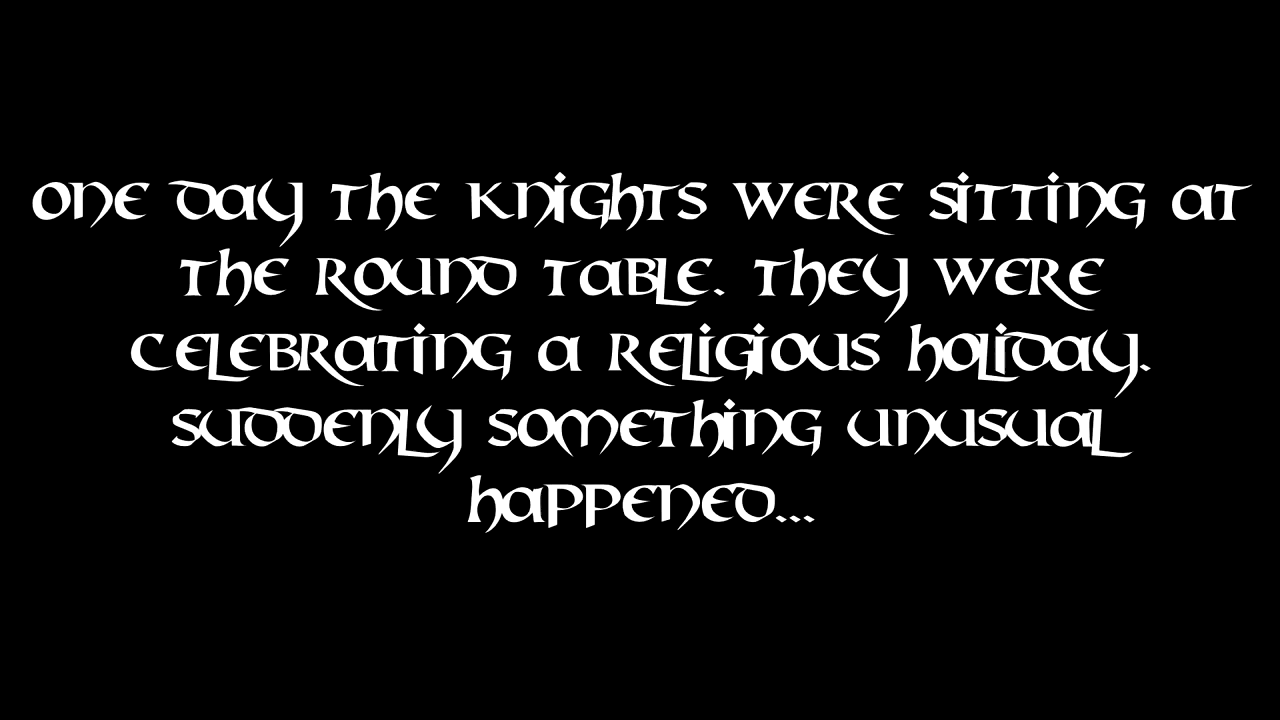 One day the knights were sitting at
the Round Table. They were
celebrating a religious holiday.
Suddenly something unusual
happened...